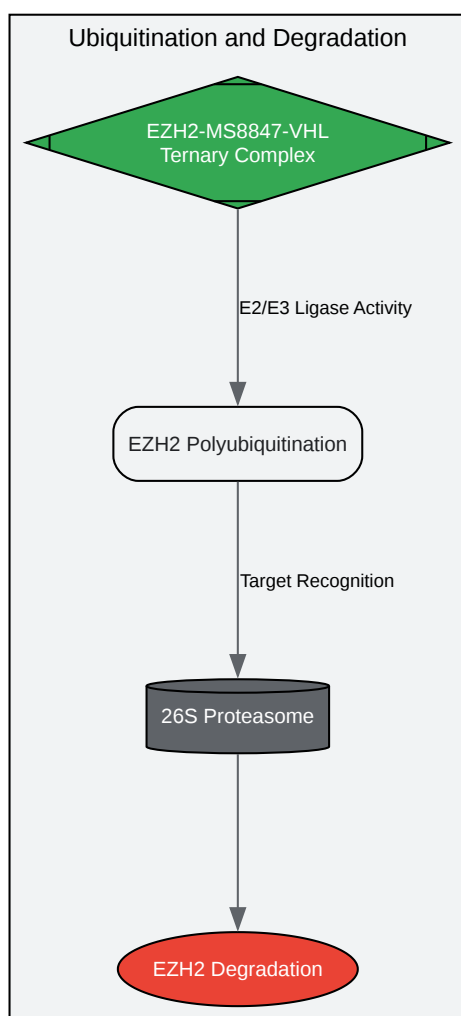 Ubiquitination and Degradation
EZH2-MS8847-VHL
Ternary Complex
E2/E3 Ligase Activity
EZH2 Polyubiquitination
Target Recognition
26S Proteasome
EZH2 Degradation